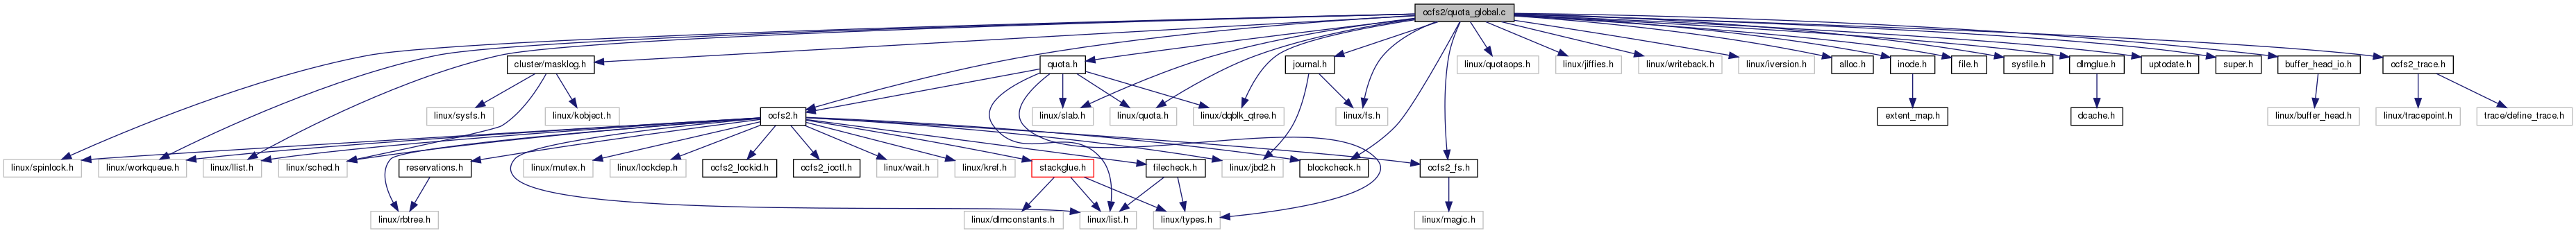 ocfs2/quota_global.c
cluster/masklog.h
quota.h
journal.h
linux/quotaops.h
linux/jiffies.h
linux/writeback.h
linux/iversion.h
alloc.h
inode.h
file.h
sysfile.h
dlmglue.h
uptodate.h
super.h
buffer_head_io.h
ocfs2_trace.h
linux/sysfs.h
linux/kobject.h
ocfs2.h
linux/slab.h
linux/quota.h
linux/dqblk_qtree.h
linux/fs.h
extent_map.h
dcache.h
linux/buffer_head.h
linux/tracepoint.h
trace/define_trace.h
linux/spinlock.h
linux/workqueue.h
linux/llist.h
linux/sched.h
reservations.h
linux/mutex.h
linux/lockdep.h
ocfs2_lockid.h
ocfs2_ioctl.h
linux/wait.h
linux/kref.h
stackglue.h
filecheck.h
linux/jbd2.h
blockcheck.h
ocfs2_fs.h
linux/rbtree.h
linux/dlmconstants.h
linux/list.h
linux/types.h
linux/magic.h